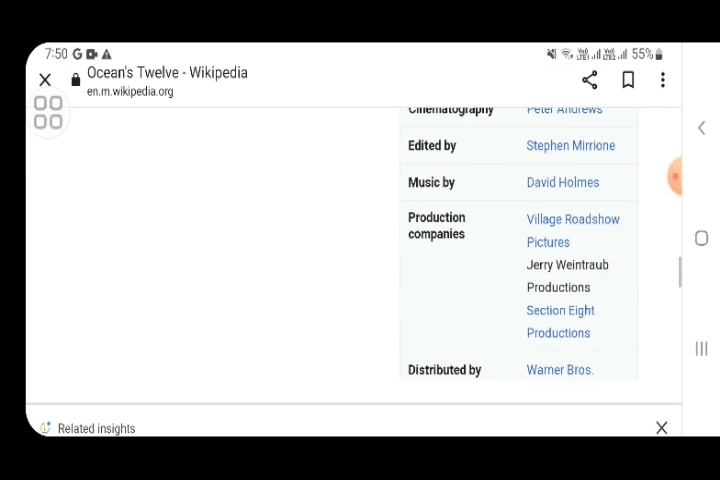 7:50 G 55%
Ocean's Twelve - Wikipedia
en.m.wikipedia.org
Cinematography Peter Andrews
Edited by Stephen Mirrione
Music by David Holmes
Production companies Village Roadshow Pictures
Jerry Weintraub Productions
Section Eight Productions
Distributed by Warner Bros.
Related insights